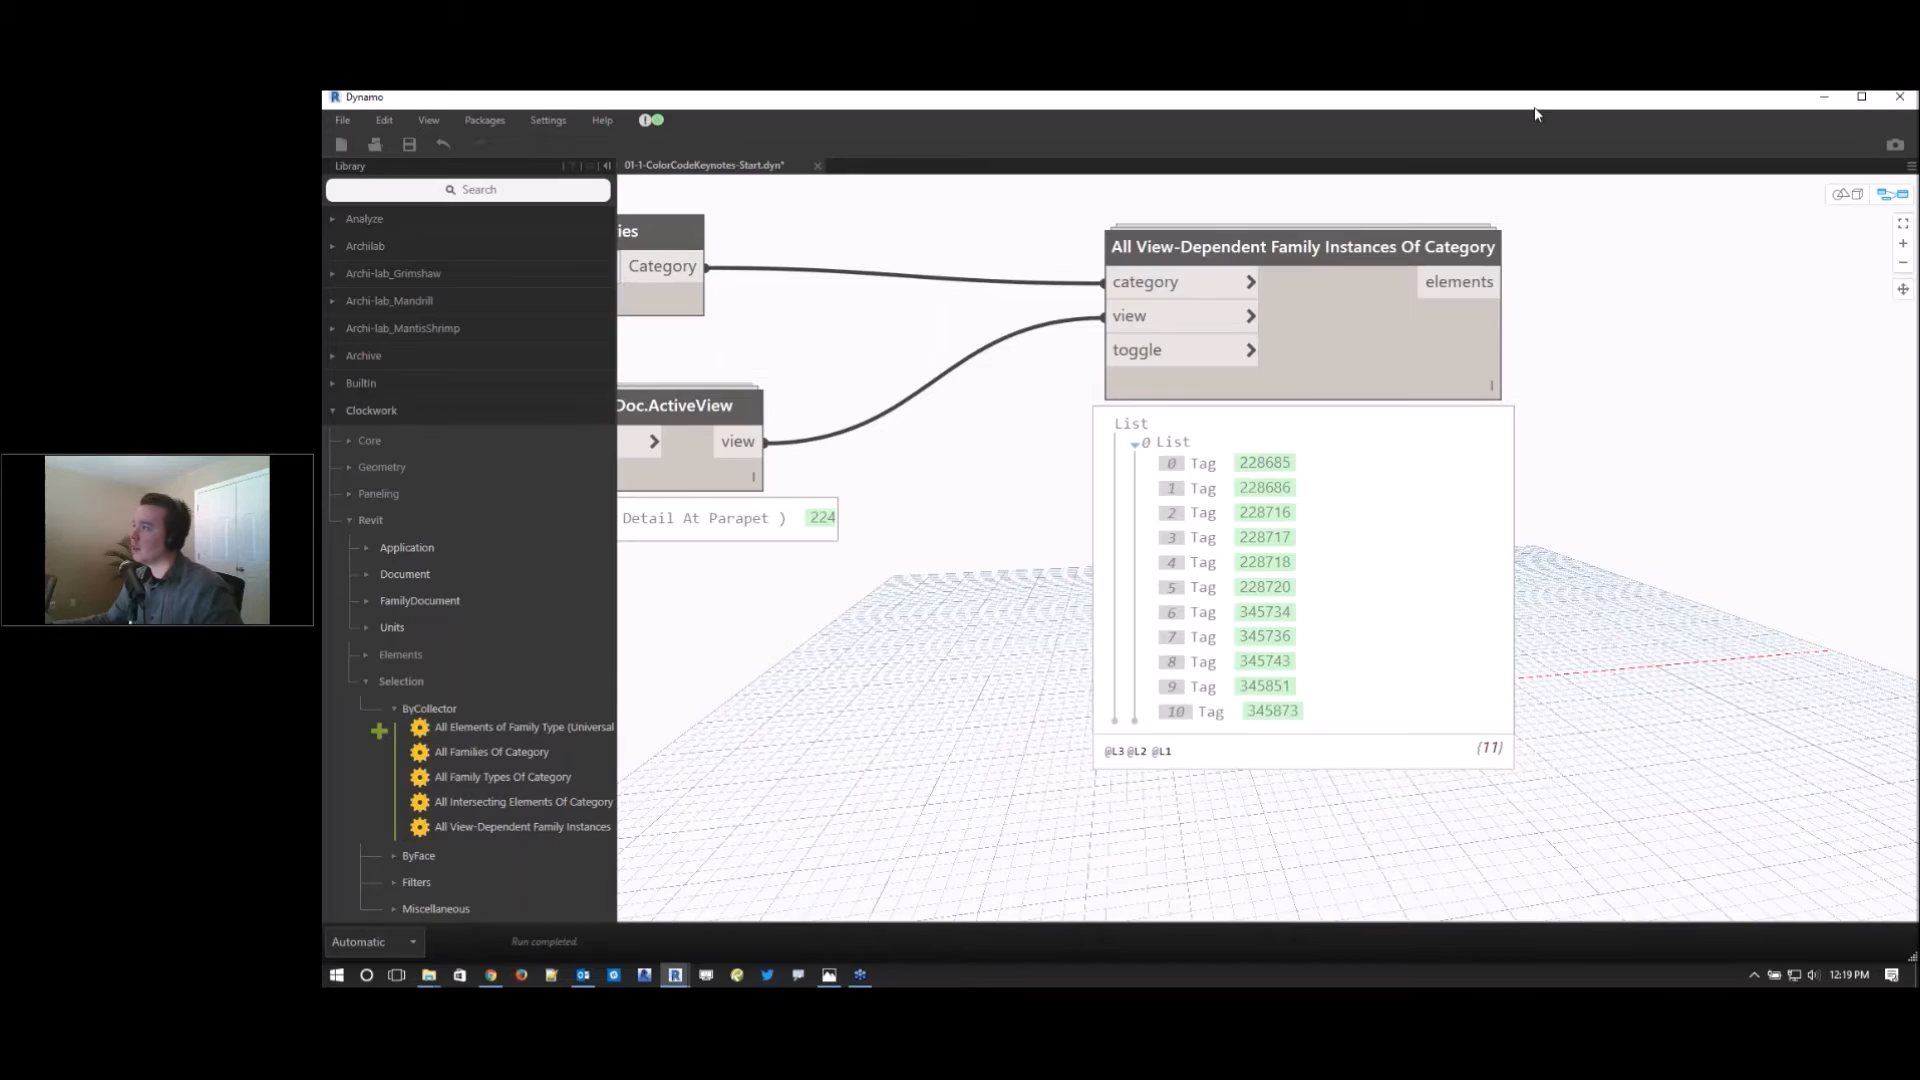 Dynamo
File Edit View Packages Settings Help
Library
01-1-ColorCodeKeynotes-Start.dyn*
Search
Analyze
Archilab
Archi-lab_Grimshaw
Archi-lab_Mandrill
Archi-lab_MantisShrimp
Archive
BuiltIn
Clockwork
Core
Geometry
Paneling
Revit
Application
Document
FamilyDocument
Units
Elements
Selection
ByCollector
All Elements of Family Type (Universal
All Families Of Category
All Family Types Of Category
All Intersecting Elements Of Category
All View-Dependent Family Instances
ByFace
Filters
Miscellaneous
ies
Category
Doc.ActiveView
view
Detail At Parapet ) 224
All View-Dependent Family Instances Of Category
category elements
view
toggle
List
0 List
0 Tag 228685
1 Tag 228686
2 Tag 228716
3 Tag 228717
4 Tag 228718
5 Tag 228720
6 Tag 345734
7 Tag 345736
8 Tag 345743
9 Tag 345851
10 Tag 345873
@L3 @L2 @L1 {11}
Automatic Run completed.
12:19 PM